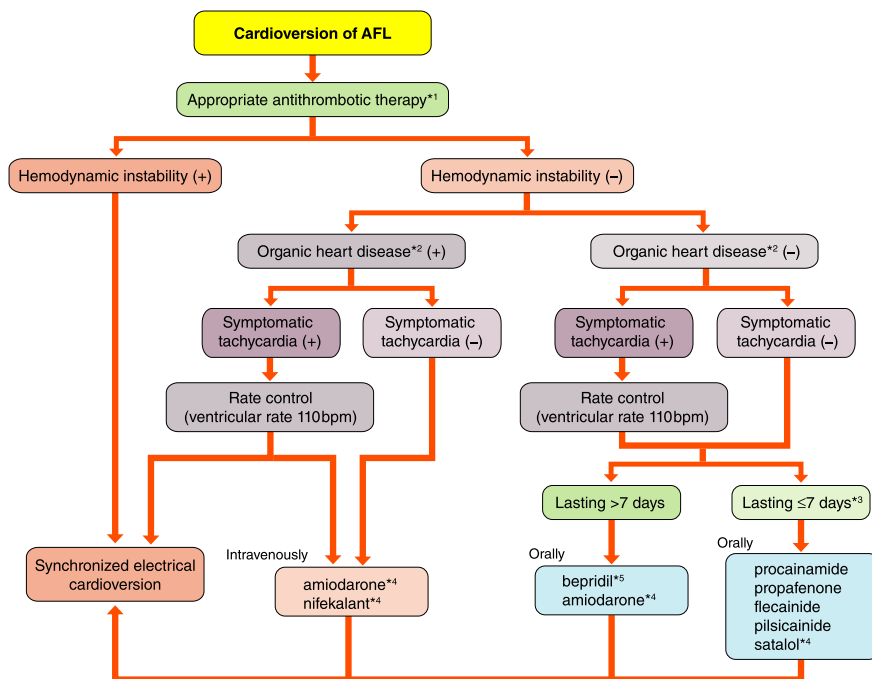 Cardioversion of AFL
Appropriate antithrombotic therapy*1
Hemodynamic instability (+)
Hemodynamic instability (−)
Organic heart disease*2 (+)
Organic heart disease*2 (−)
Symptomatic
tachycardia (+)
Symptomatic
tachycardia (−)
Symptomatic
tachycardia (+)
Symptomatic
tachycardia (−)
Rate control
(ventricular rate 110bpm)
Rate control
(ventricular rate 110bpm)
Lasting >7 days
Lasting ≤7 days*3
Synchronized electrical
cardioversion
Intravenously
amiodarone*4
nifekalant*4
Orally
bepridil*5
amiodarone*4
Orally
procainamide
propafenone
flecainide
pilsicainide
satalol*4